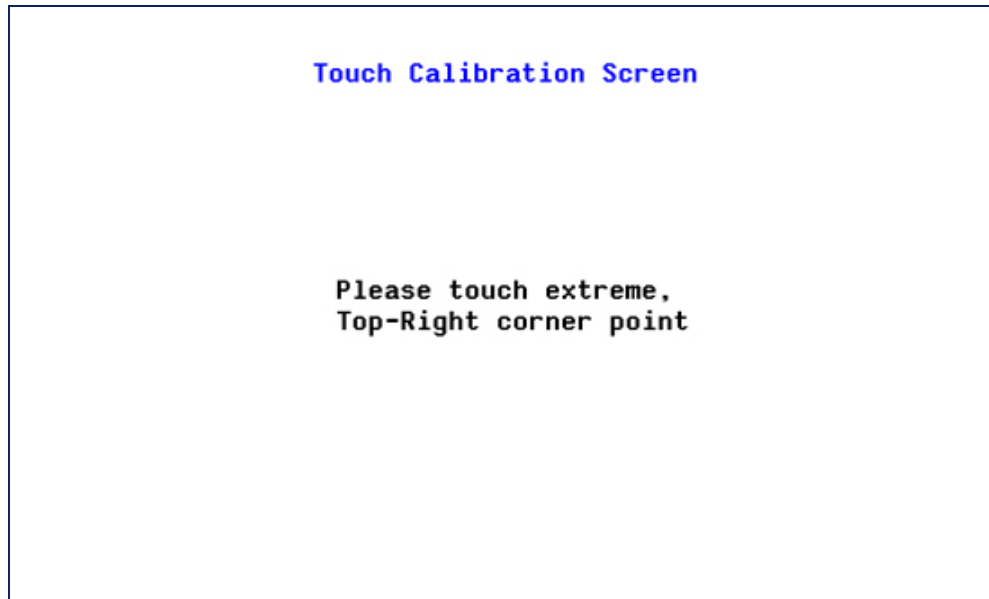 Touch Calibration Screen
Please touch extreme,
Top-Right corner point